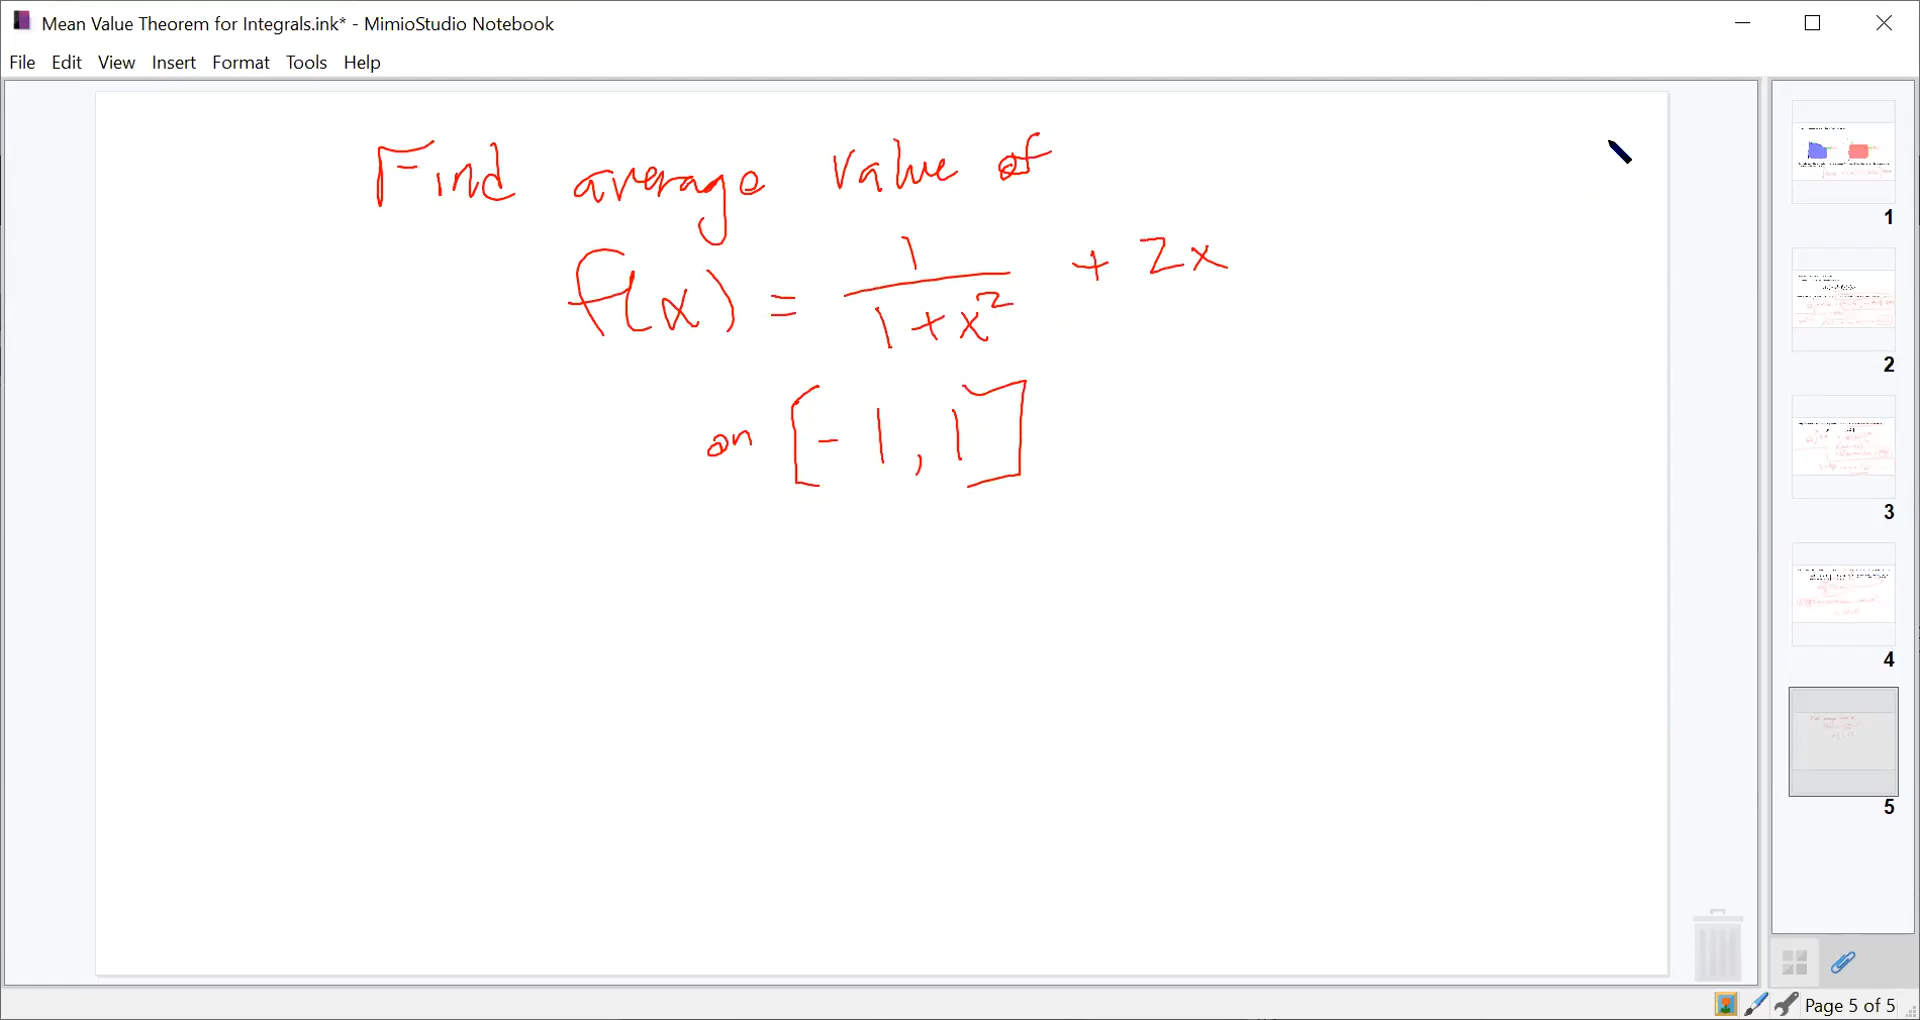 Mean Value Theorem for Integrals.ink* - MimioStudio Notebook
File Edit View Insert Format Tools Help
Find average value of
f(x) = 1/(1+x²) + 2x
on [-1, 1]
1
2
3
4
5
Page 5 of 5